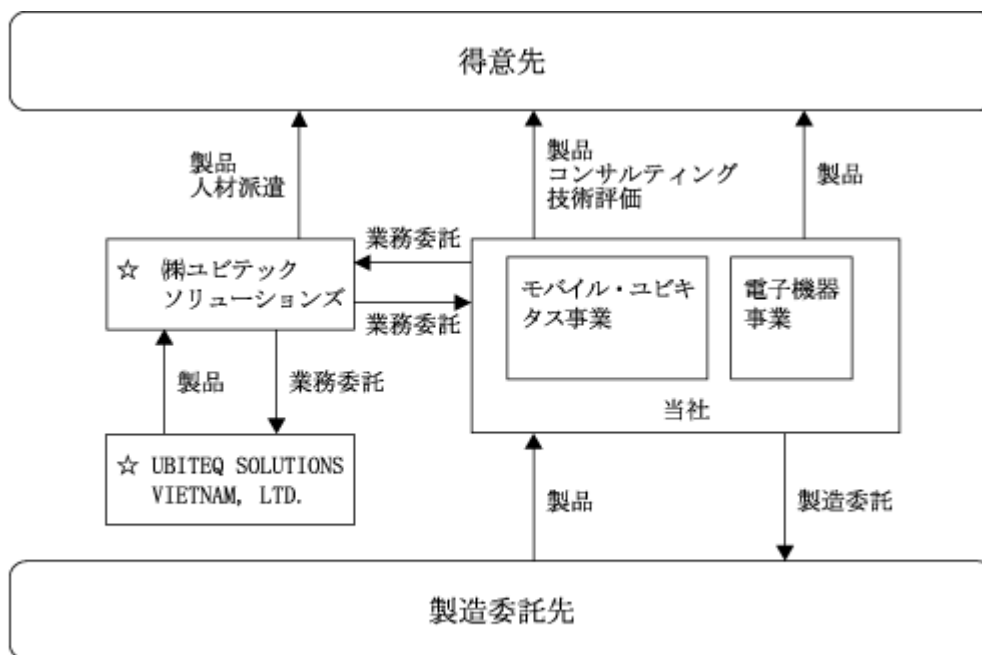 得意先
製品
人材派遣
製品
コンサルティング
技術評価
製品
業務委託
☆ ㈱ユビテック
ソリューションズ
業務委託
モバイル・ユビキ
タス事業
電子機器
事業
当社
製品
業務委託
☆ UBITEQ SOLUTIONS
VIETNAM, LTD.
製品
製造委託
製造委託先